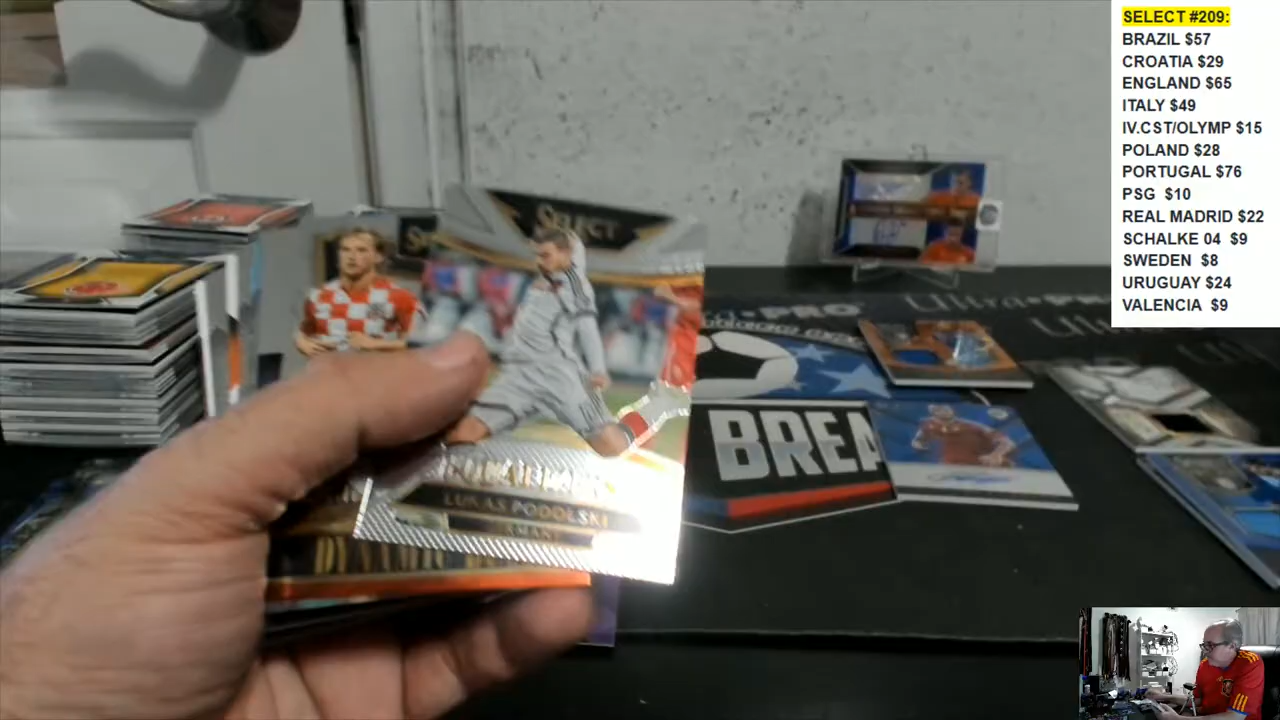 SELECT #209:
BRAZIL $57
CROATIA $29
ENGLAND $65
ITALY $49
IV.CST/OLYMP $15
POLAND $28
PORTUGAL $76
PSG $10
REAL MADRID $22
SCHALKE 04 $9
SWEDEN $8
URUGUAY $24
VALENCIA $9
SELECT
PRO
BREA
LUKAS PODOLSKI